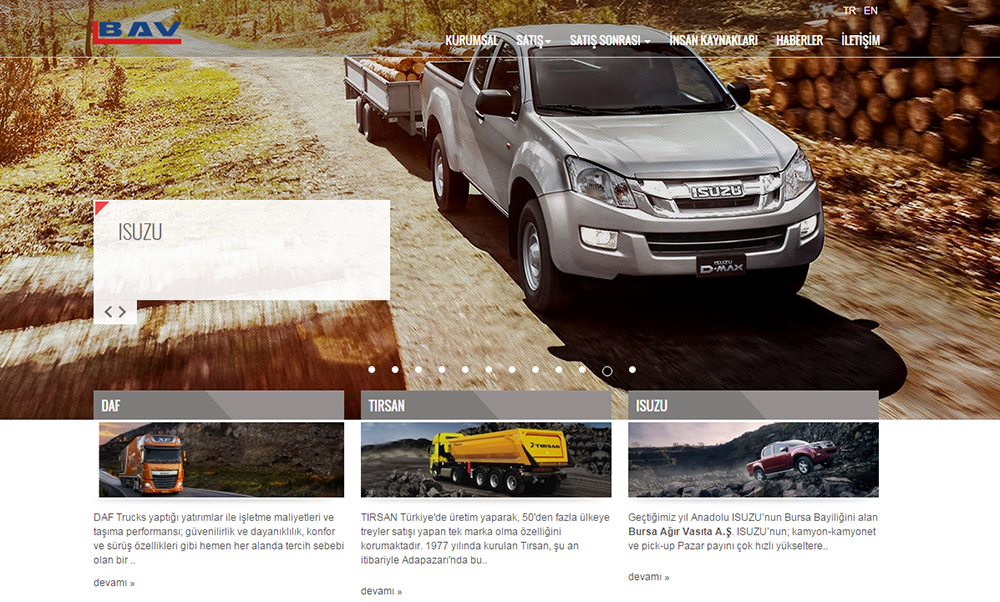 TR EN
BAV
KURUMSAL SATIŞ SATIŞ SONRASI İNSAN KAYNAKLARI HABERLER İLETİŞİM
ISUZU
ISUZU
D-MAX
ISUZU
DAF TIRSAN ISUZU
TIRSAN
DAF Trucks yaptığı yatırımlar ile işletme maliyetleri ve
taşıma performansı; güvenilirlik ve dayanıklılık, konfor
ve sürüş özellikleri gibi hemen her alanda tercih sebebi
olan bir ..
devamı »
TIRSAN Türkiye'de üretim yaparak, 50'den fazla ülkeye
treyler satışı yapan tek marka olma özelliğini
korumaktadır. 1977 yılında kurulan Tırsan, şu an
itibariyle Adapazarı'nda bu..
devamı »
Geçtiğimiz yıl Anadolu ISUZU'nun Bursa Bayiliğini alan
Bursa Ağır Vasıta A.Ş. ISUZU'nun; kamyon-kamyonet
ve pick-up Pazar payını çok hızlı yükseltere..
devamı »